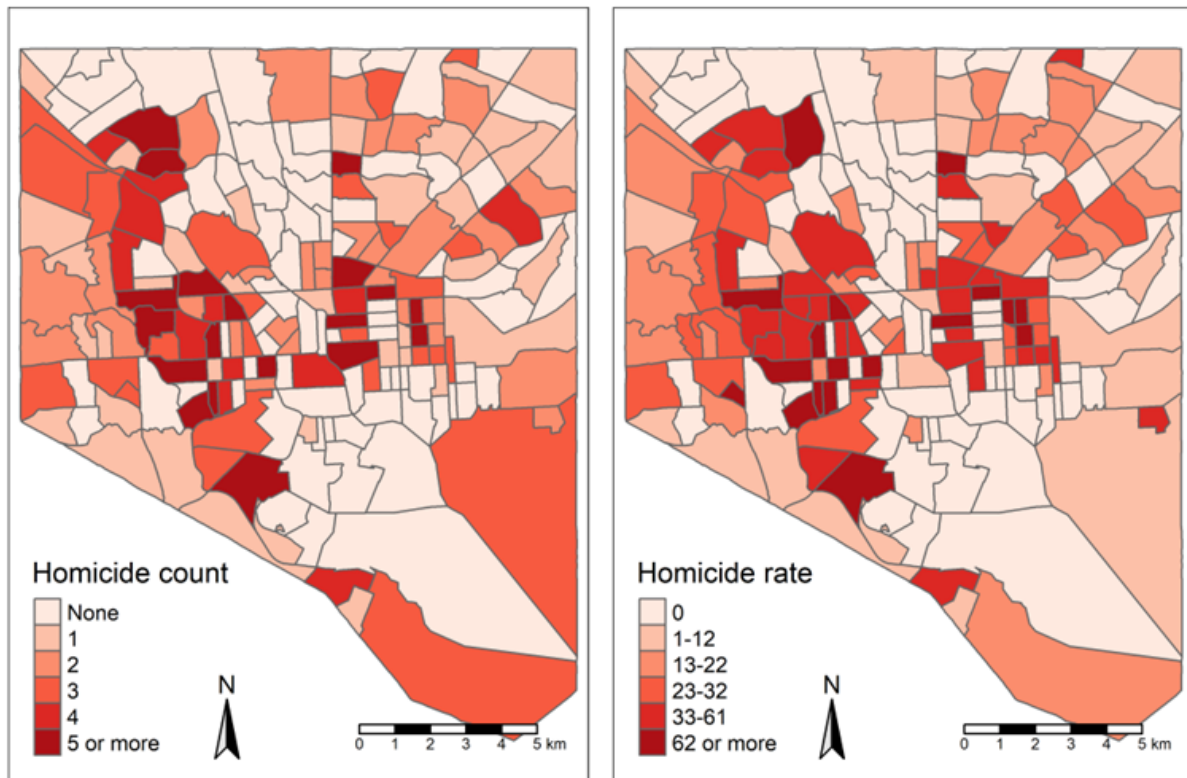 Homicide count
None
1
2
3
4
5 or more
N
0 1 2 3 4 5 km
Homicide rate
0
1-12
13-22
23-32
33-61
62 or more
N
0 1 2 3 4 5 km